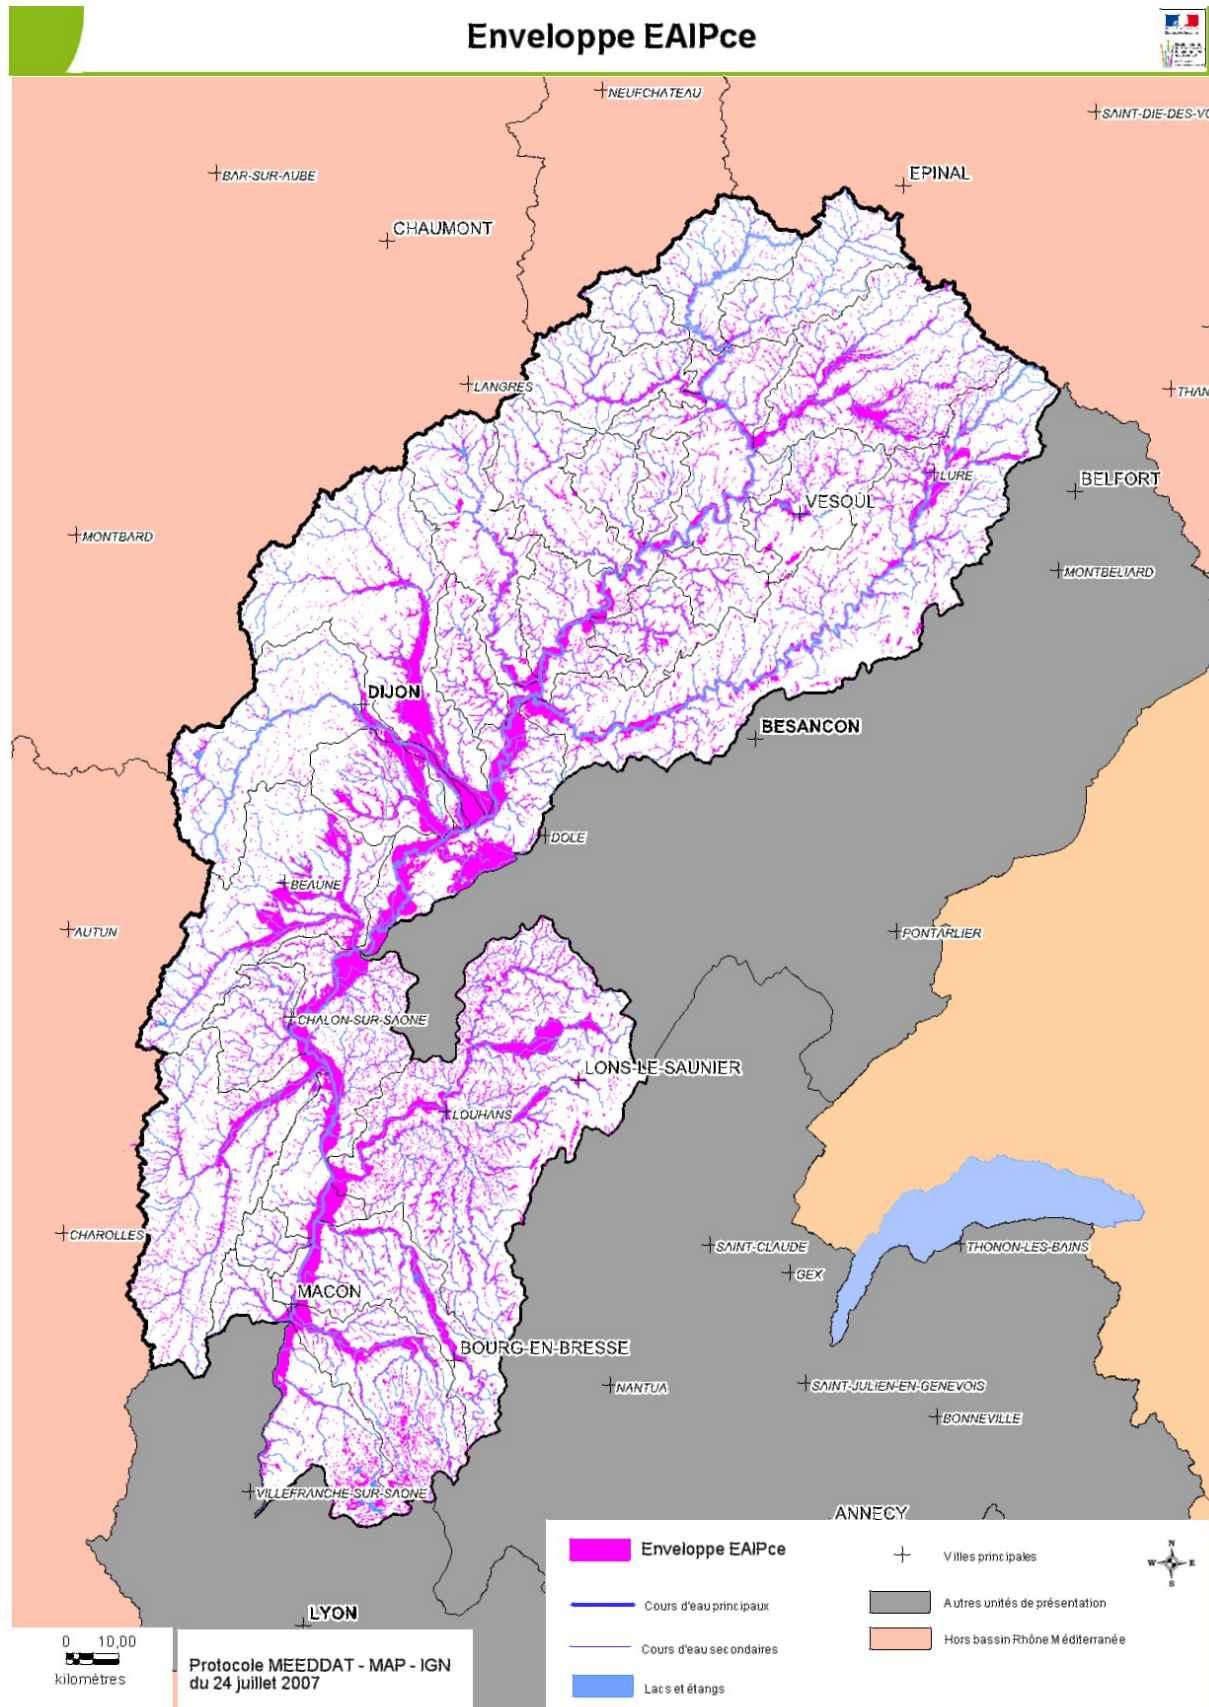 Enveloppe EAIPce
NEUFCHATEAU
SAINT-DIE-DES-VO
BAR-SUR-AUBE
EPINAL
CHAUMONT
LANGRES
THAN
LURE
BELFORT
VESOUL
MONTBARD
MONTBELIARD
DIJON
BESANCON
DOLE
BEAUNE
AUTUN
PONTARLIER
CHALON-SUR-SAONE
LONS-LE-SAUNIER
LOUHANS
CHAROLLES
SAINT-CLAUDE
THONON-LES-BAINS
GEX
MACON
BOURG-EN-BRESSE
NANTUA
SAINT-JULIEN-EN-GENEVOIS
BONNEVILLE
VILLEFRANCHE-SUR-SAONE
ANNECY
LYON
Enveloppe EAIPce
Villes principales
N
W E
S
Cours d'eau principaux
Autres unités de présentation
Cours d'eau secondaires
Hors bassin Rhône Méditerranée
Lacs et étangs
0 10,00
kilomètres
Protocole MEEDDAT - MAP - IGN
du 24 juillet 2007